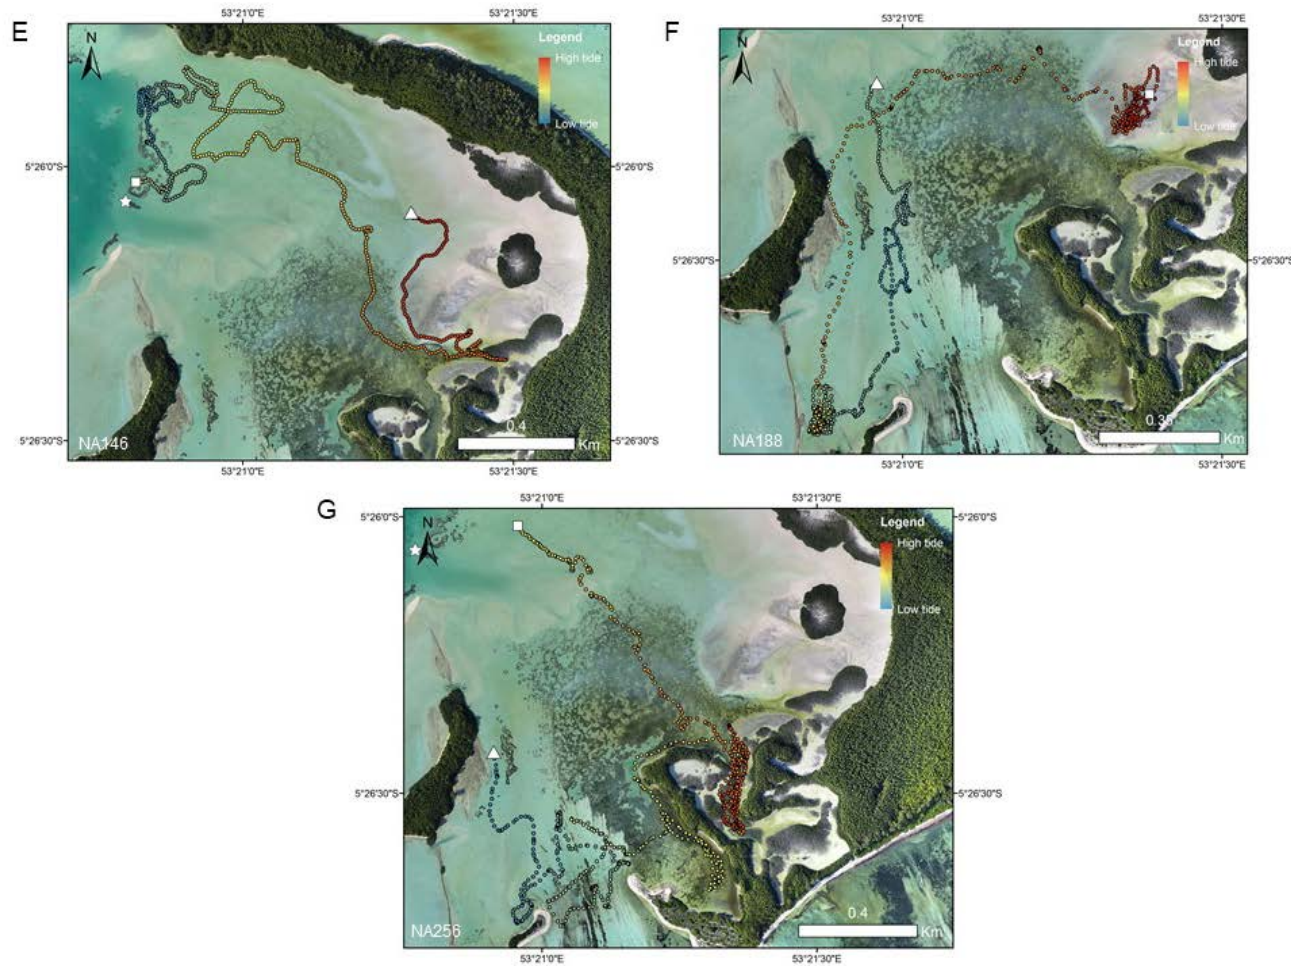 E
53°21'0"E 53°21'30"E
N
Legend
High tide
Low tide
5°26'0"S 5°26'0"S
5°26'30"S 5°26'30"S
NA146
0.4
Km
53°21'0"E 53°21'30"E
F
53°21'0"E 53°21'30"E
N
Legend
High tide
Low tide
5°26'30"S 5°26'30"S
NA188
0.35
Km
53°21'0"E 53°21'30"E
G
53°21'0"E 53°21'30"E
5°26'0"S 5°26'0"S
N
Legend
High tide
Low tide
5°26'30"S 5°26'30"S
NA256
0.4
Km
53°21'0"E 53°21'30"E